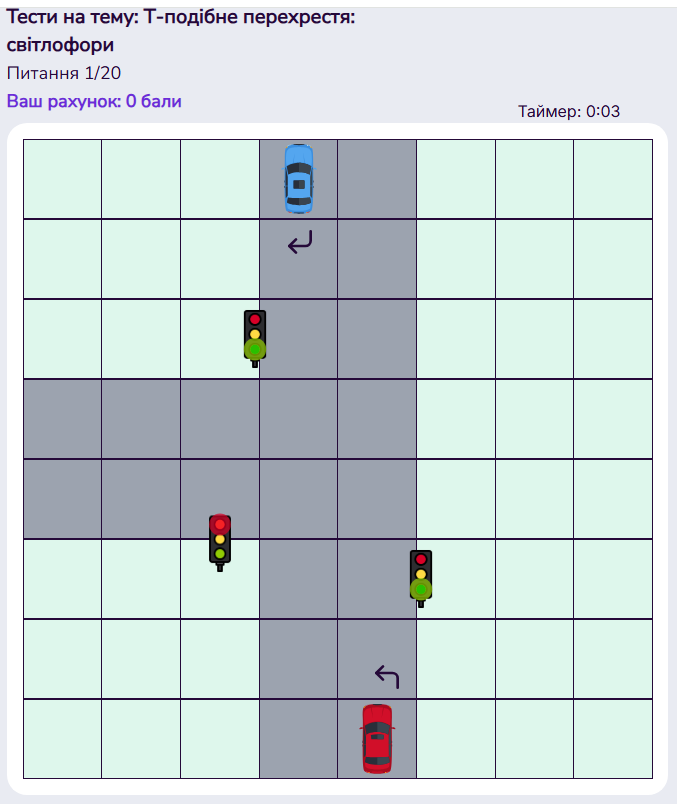 Тести на тему: Т-подібне перехрестя:
світлофори
Питання 1/20
Ваш рахунок: 0 бали
Таймер: 0:03